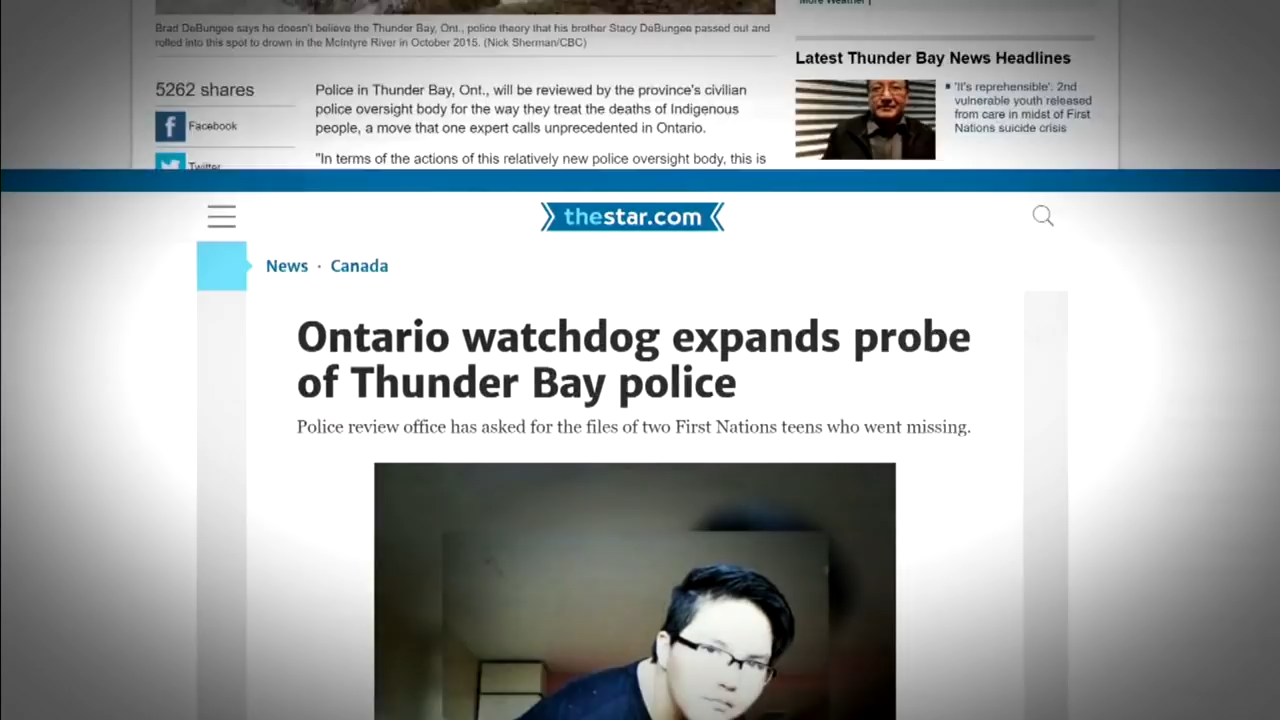 More Weather |
Brad DeBungee says he doesn't believe the Thunder Bay, Ont., police theory that his brother Stacy DeBungee passed out and
rolled into this spot to drown in the McIntyre River in October 2015. (Nick Sherman/CBC)
5262 shares
Facebook
Twitter
Police in Thunder Bay, Ont., will be reviewed by the province's civilian
police oversight body for the way they treat the deaths of Indigenous
people, a move that one expert calls unprecedented in Ontario.
"In terms of the actions of this relatively new police oversight body, this is
Latest Thunder Bay News Headlines
'It's reprehensible': 2nd
vulnerable youth released
from care in midst of First
Nations suicide crisis
thestar.com
News · Canada
Ontario watchdog expands probe
of Thunder Bay police
Police review office has asked for the files of two First Nations teens who went missing.